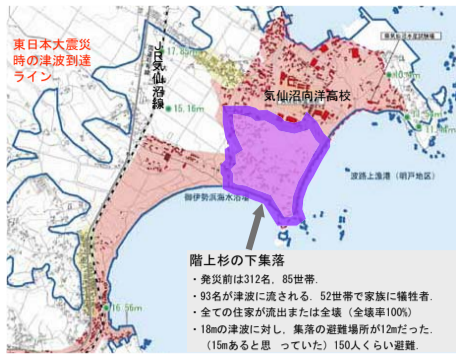 東日本大震災
時の津波到達
ライン
JR気仙沼線
17.85m
15.16m
気仙沼向洋高校
波路上漁港（明戸地区）
御伊勢浜海水浴場
16.56m
階上杉の下集落
・発災前は312名，85世帯．
・93名が津波に流される．52世帯で家族に犠牲者．
・全ての住家が流出または全壊（全壊率100%）
・18mの津波に対し，集落の避難場所が12mだった．
（15mあると思 っていた）150人くらい避難．